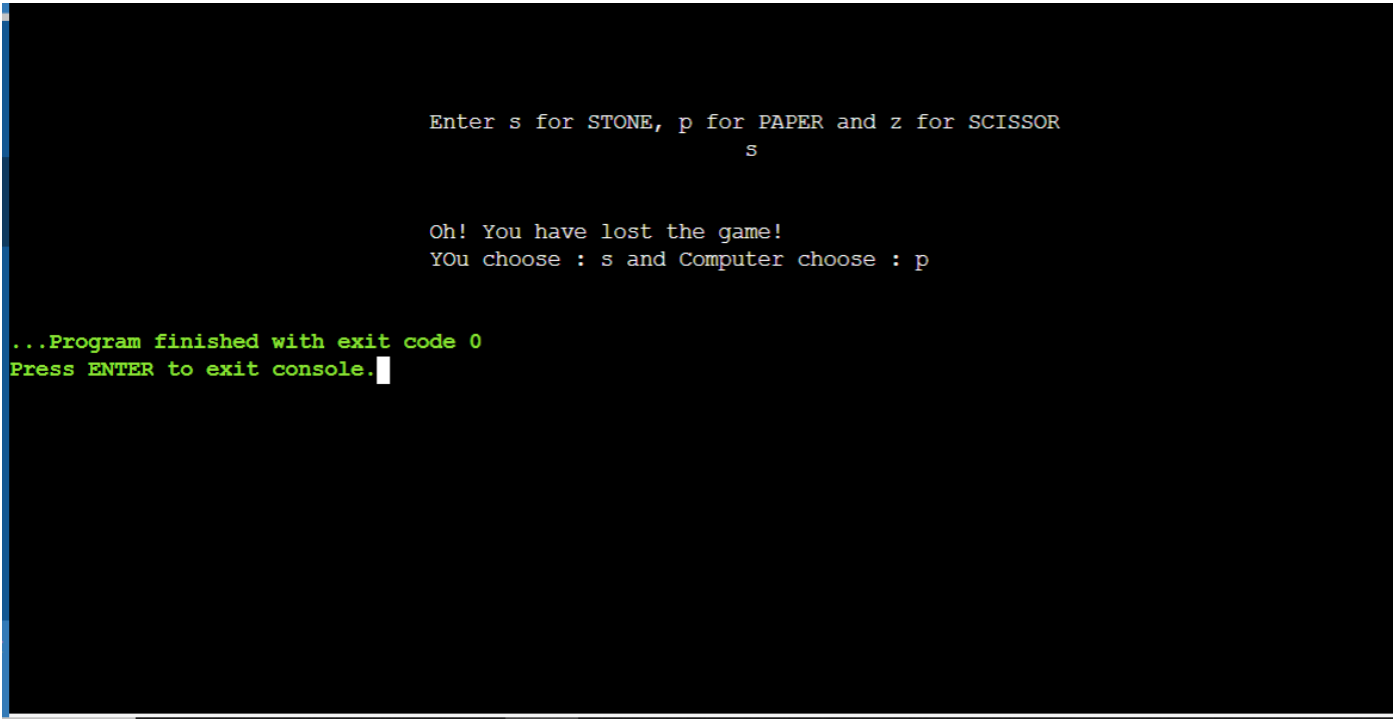 Enter s for STONE, p for PAPER and z for SCISSOR
s
Oh! You have lost the game!
YOu choose : s and Computer choose : p
...Program finished with exit code 0
Press ENTER to exit console.